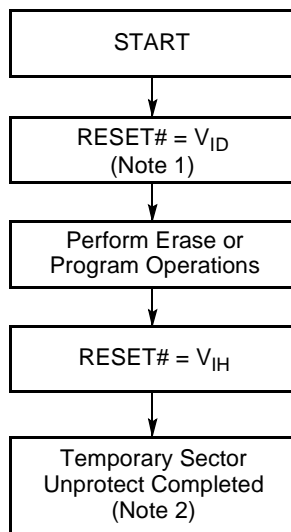 START
RESET# = VID
(Note 1)
Perform Erase or
Program Operations
RESET# = VIH
Temporary Sector
Unprotect Completed
(Note 2)